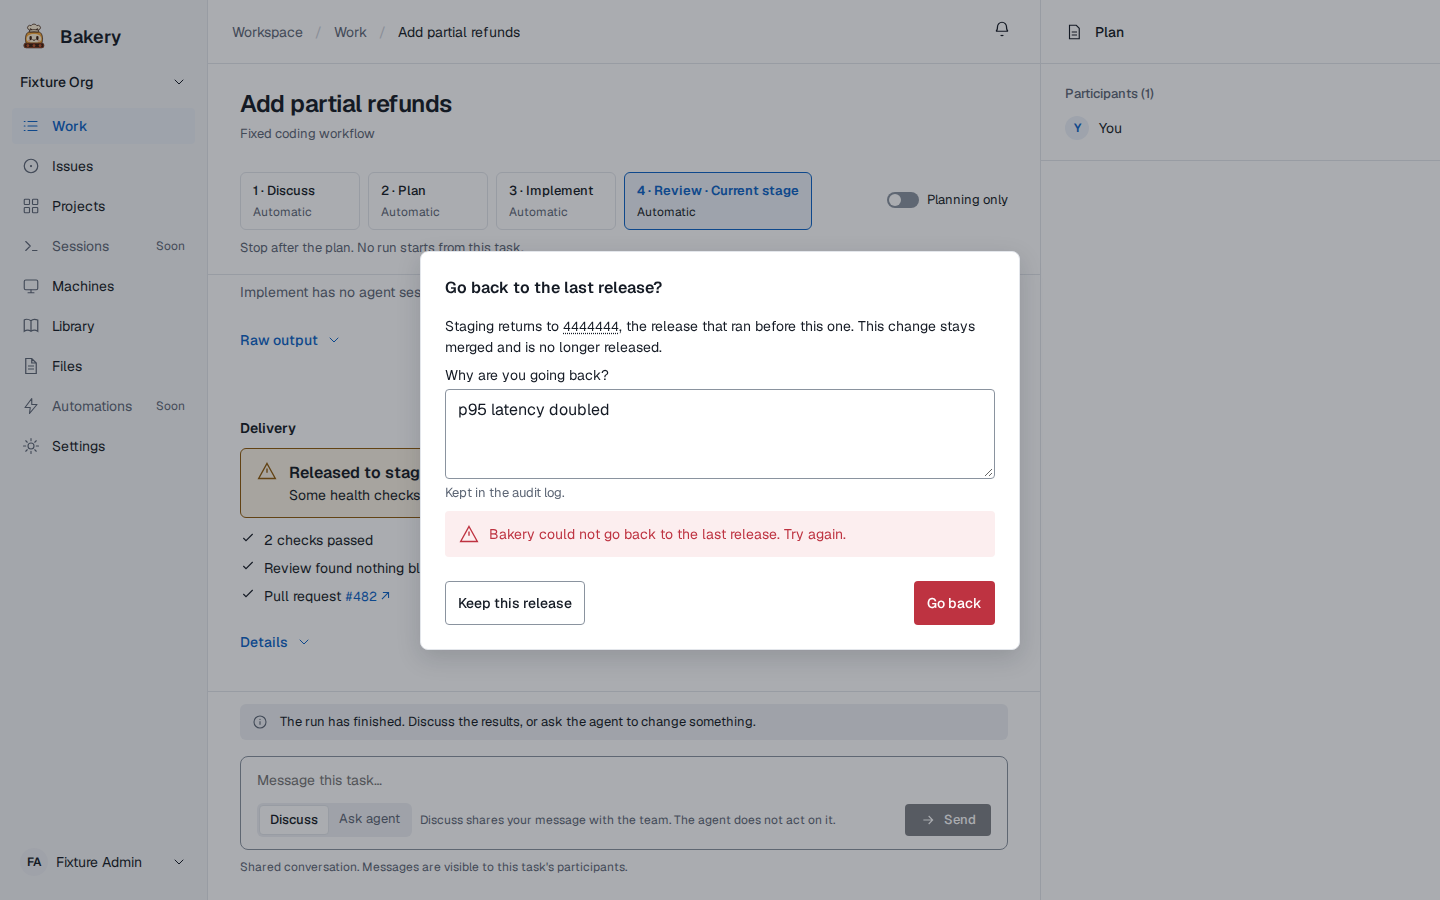 Bakery
Fixture Org
Work
Issues
Projects
Sessions Soon
Machines
Library
Files
Automations Soon
Settings
FA Fixture Admin
Workspace / Work / Add partial refunds
Add partial refunds
Fixed coding workflow
1 · Discuss
Automatic
2 · Plan
Automatic
3 · Implement
Automatic
4 · Review · Current stage
Automatic
Planning only
Stop after the plan. No run starts from this task.
Implement has no agent
Raw output
Delivery
Released to
Some health checks
2 checks passed
Review found nothing
Pull request #482
Details
Go back to the last release?
Staging returns to 4444444, the release that ran before this one. This change stays
merged and is no longer released.
Why are you going back?
p95 latency doubled
Kept in the audit log.
Bakery could not go back to the last release. Try again.
Keep this release
Go back
The run has finished. Discuss the results, or ask the agent to change something.
Message this task...
Discuss
Ask agent
Discuss shares your message with the team. The agent does not act on it.
Send
Shared conversation. Messages are visible to this task's participants.
Plan
Participants (1)
Y You